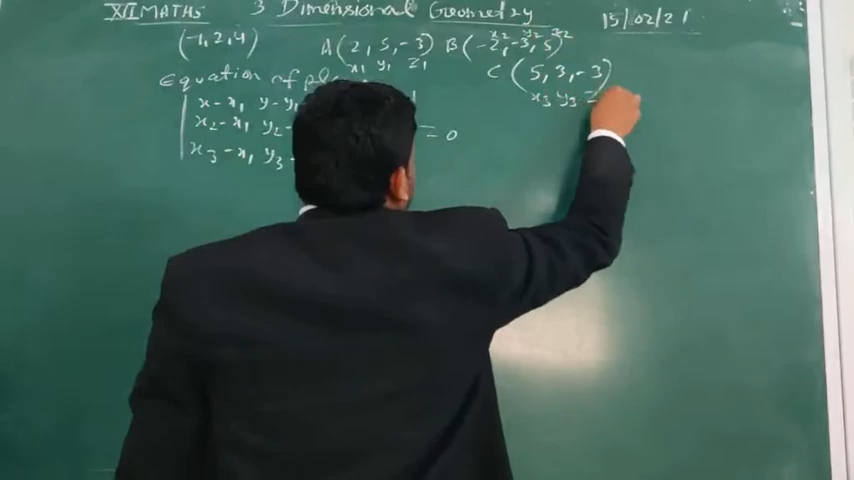 XII MATHS 3 Dimensional Geometry 15/02/21
(-1, 2, 4) A(2, 5, -3) B(-2, -3, 5)
x1 y1 z1 x2 y2 z2
C (5, 3, -3)
x3 y3 z
Equation of
x-x1 y-y1
x2-x1 y2- = 0
x3-x1 y3